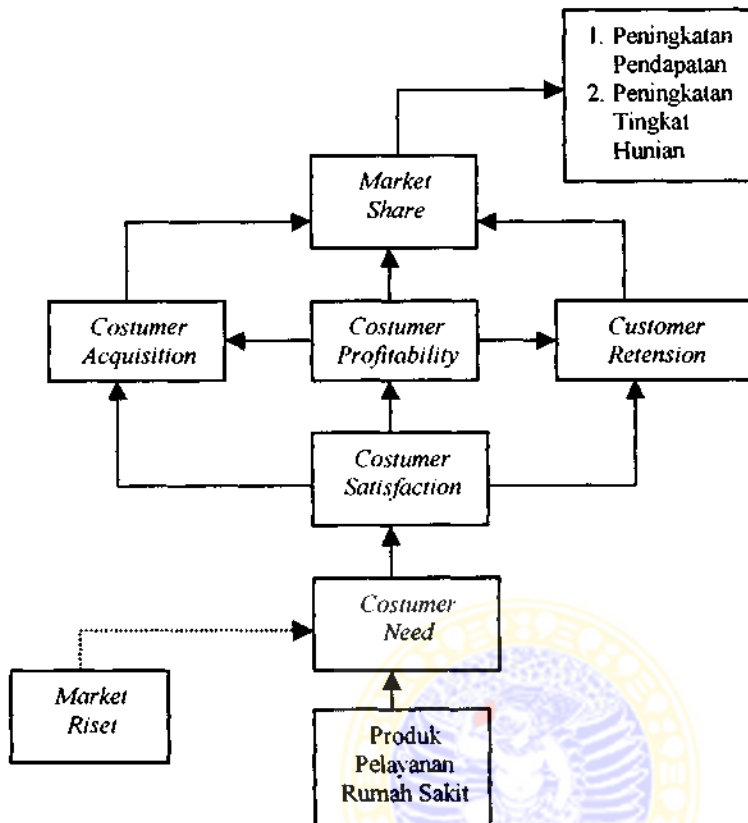 1. Peningkatan
Pendapatan
2. Peningkatan
Tingkat
Hunian
Market
Share
Costumer
Acquisition
Costumer
Profitability
Customer
Retension
Costumer
Satisfaction
Costumer
Need
Market
Riset
Produk
Pelayanan
Rumah Sakit